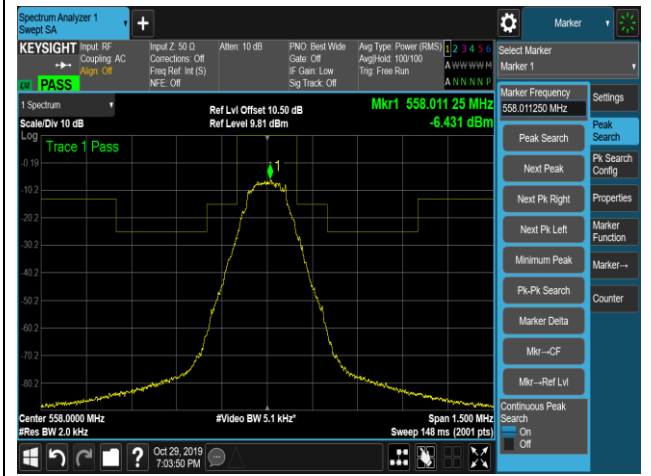 Spectrum Analyzer 1
Swept SA
+
Marker
KEYSIGHT
Input: RF
Coupling: AC
Align: Off
Input Z: 50 Ω
Corrections: Off
Freq Ref: Int (S)
NFE: Off
Atten: 10 dB
PNO: Best Wide
Gate: Off
IF Gain: Low
Sig Track: Off
Avg Type: Power (RMS)
Avg|Hold: 100/100
Trig: Free Run
1 2 3 4 5 6
A W W W W M
A N N N N P
LXI
PASS
Select Marker
Marker 1
1 Spectrum
Scale/Div 10 dB
Ref Lvl Offset 10.50 dB
Ref Level 9.81 dBm
Mkr1 558.011 25 MHz
-6.431 dBm
Log
Trace 1 Pass
1
-0.19
-10.2
-20.2
-30.2
-40.2
-50.2
-60.2
-70.2
-80.2
Center 558.0000 MHz
#Res BW 2.0 kHz
#Video BW 5.1 kHz*
Span 1.500 MHz
Sweep 148 ms (2001 pts)
Marker Frequency
558.011250 MHz
Peak Search
Next Peak
Next Pk Right
Next Pk Left
Minimum Peak
Pk-Pk Search
Marker Delta
Mkr→CF
Mkr→Ref Lvl
Continuous Peak
Search
On
Off
Settings
Peak
Search
Pk Search
Config
Properties
Marker
Function
Marker→
Counter
?
Oct 29, 2019
7:03:50 PM